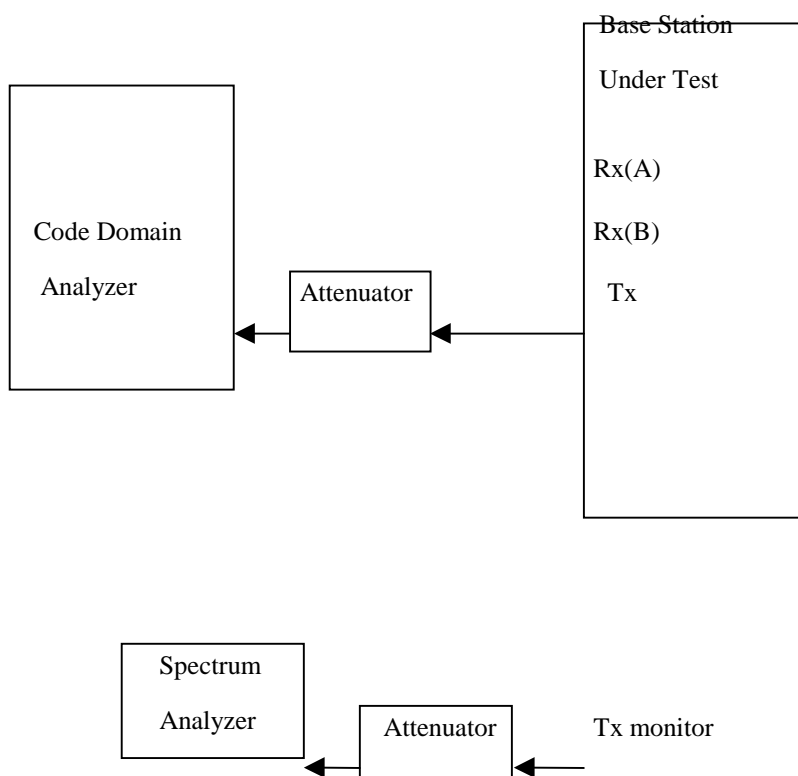 Base Station
Under Test
Rx(A)
Code Domain
Rx(B)
Analyzer
Attenuator
Tx
Spectrum
Analyzer
Attenuator
Tx monitor